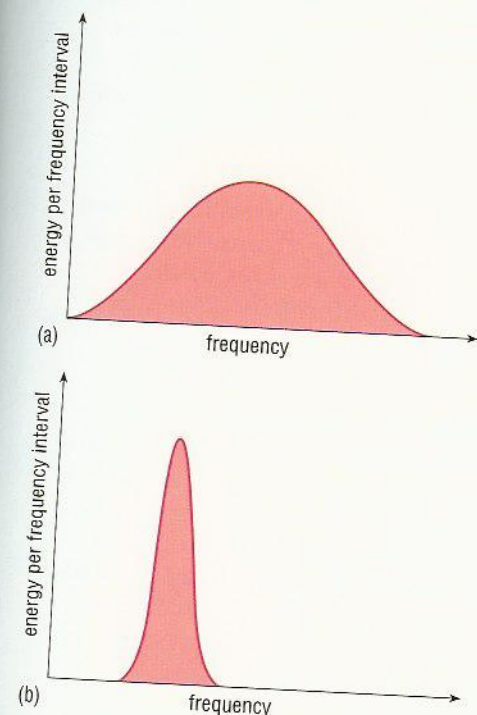 energy per frequency interval
(a)
frequency
energy per frequency interval
(b)
frequency